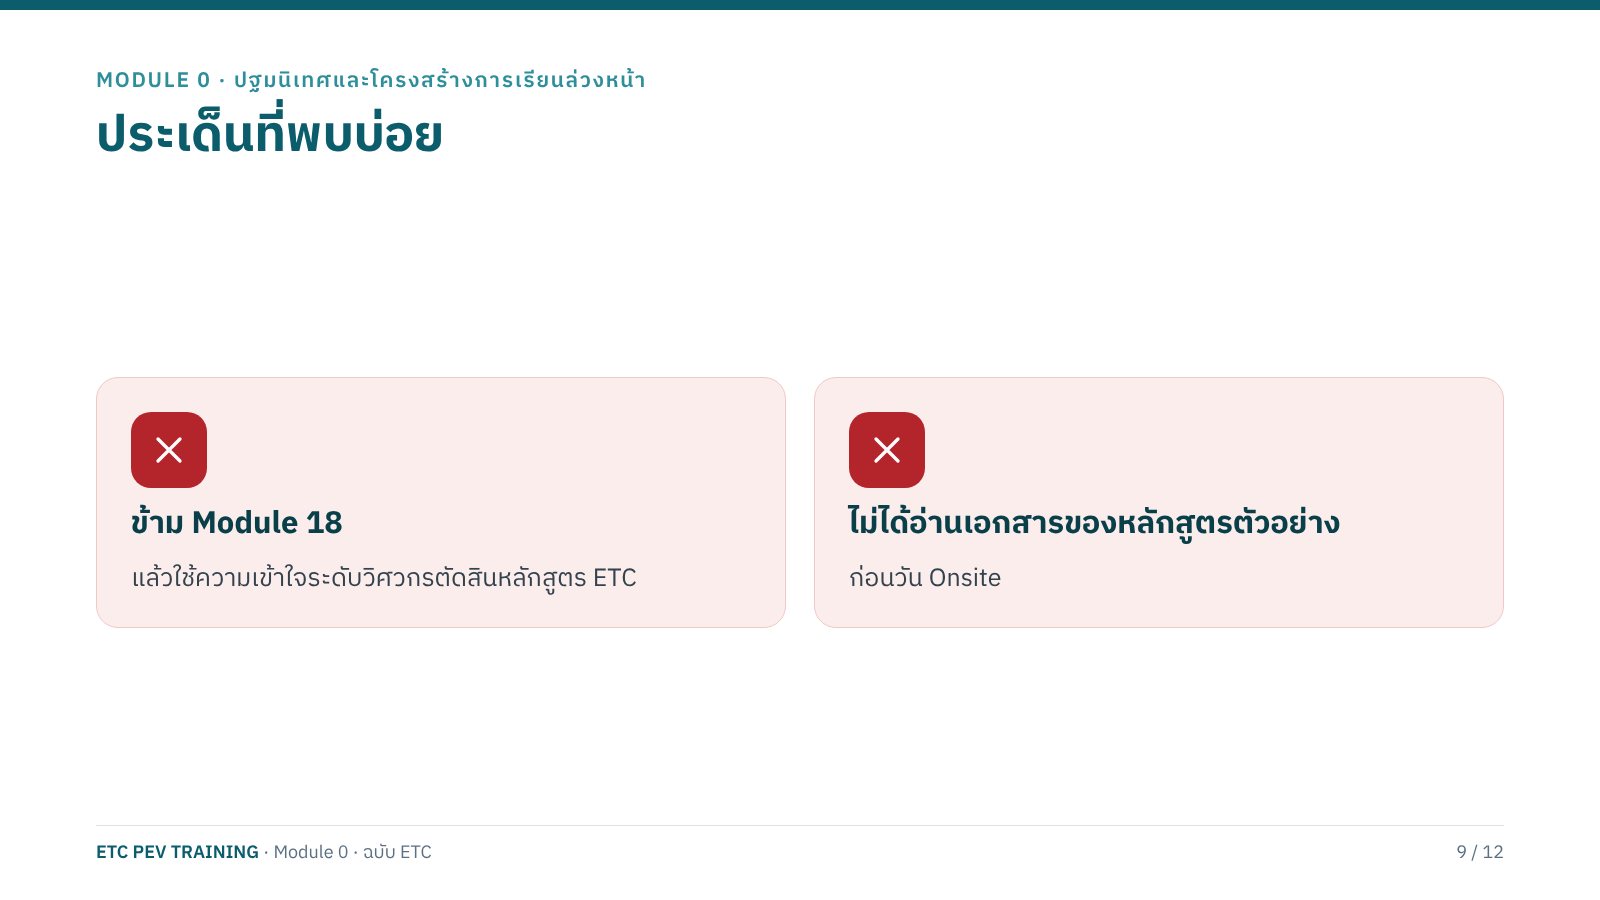 MODULE 0 · ปฐมนิเทศและโครงสร้างการเรียนล่วงหน้า
ประเด็นที่พบบ่อย
ข้าม Module 18
แล้วใช้ความเข้าใจระดับวิศวกรตัดสินหลักสูตร ETC
ไม่ได้อ่านเอกสารของหลักสูตรตัวอย่าง
ก่อนวัน Onsite
ETC PEV TRAINING · Module 0 · ฉบับ ETC
9 / 12